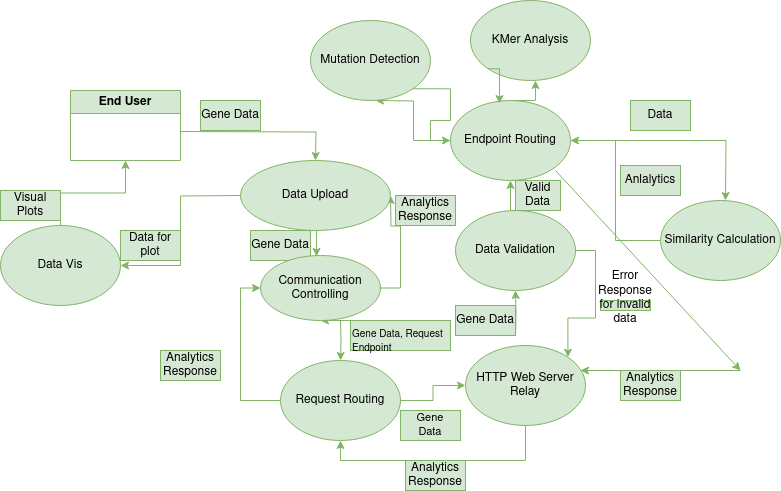 KMer Analysis
Mutation Detection
End User
Gene Data
Data
Endpoint Routing
Anlalytics
Valid
Data
Data Upload
Analytics
Response
Visual
Plots
Data for
plot
Gene Data
Data Validation
Similarity Calculation
Data Vis
Communication
Controlling
Error
Response
for Invalid
data
Gene Data
Gene Data, Request
Endpoint
Analytics
Response
HTTP Web Server
Relay
Analytics
Response
Request Routing
Gene
Data
Analytics
Response